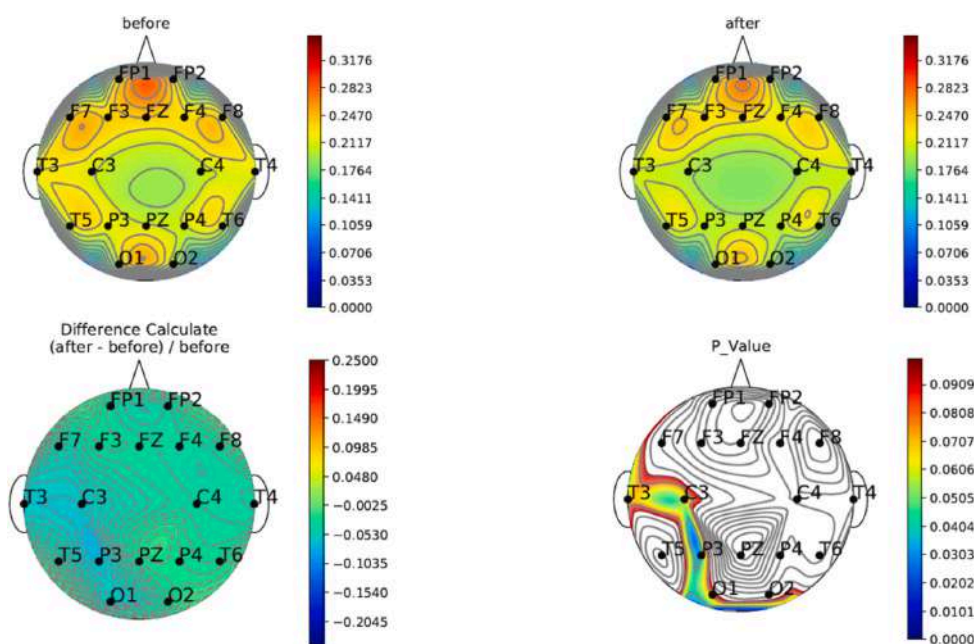 before
FP1 FP2
F7 F3 FZ F4 F8
T3 C3 C4 T4
T5 P3 PZ P4 T6
O1 O2
0.3176
0.2823
0.2470
0.2117
0.1764
0.1411
0.1059
0.0706
0.0353
0.0000
after
FP1 FP2
F7 F3 FZ F4 F8
T3 C3 C4 T4
T5 P3 PZ P4 T6
O1 O2
0.3176
0.2823
0.2470
0.2117
0.1764
0.1411
0.1059
0.0706
0.0353
0.0000
Difference Calculate
(after - before) / before
FP1 FP2
F7 F3 FZ F4 F8
T3 C3 C4 T4
T5 P3 PZ P4 T6
O1 O2
0.2500
0.1995
0.1490
0.0985
0.0480
−0.0025
−0.0530
−0.1035
−0.1540
−0.2045
P_Value
FP1 FP2
F7 F3 FZ F4 F8
T3 C3 C4 T4
T5 P3 PZ P4 T6
O1 O2
0.0909
0.0808
0.0707
0.0606
0.0505
0.0404
0.0303
0.0202
0.0101
0.0000